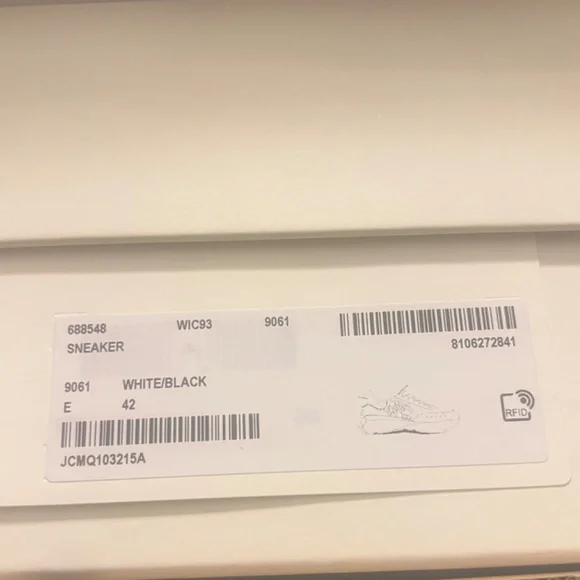 688548 WIC93 9061
SNEAKER
8106272841
9061 WHITE/BLACK
E 42
RFID
JCMQ103215A